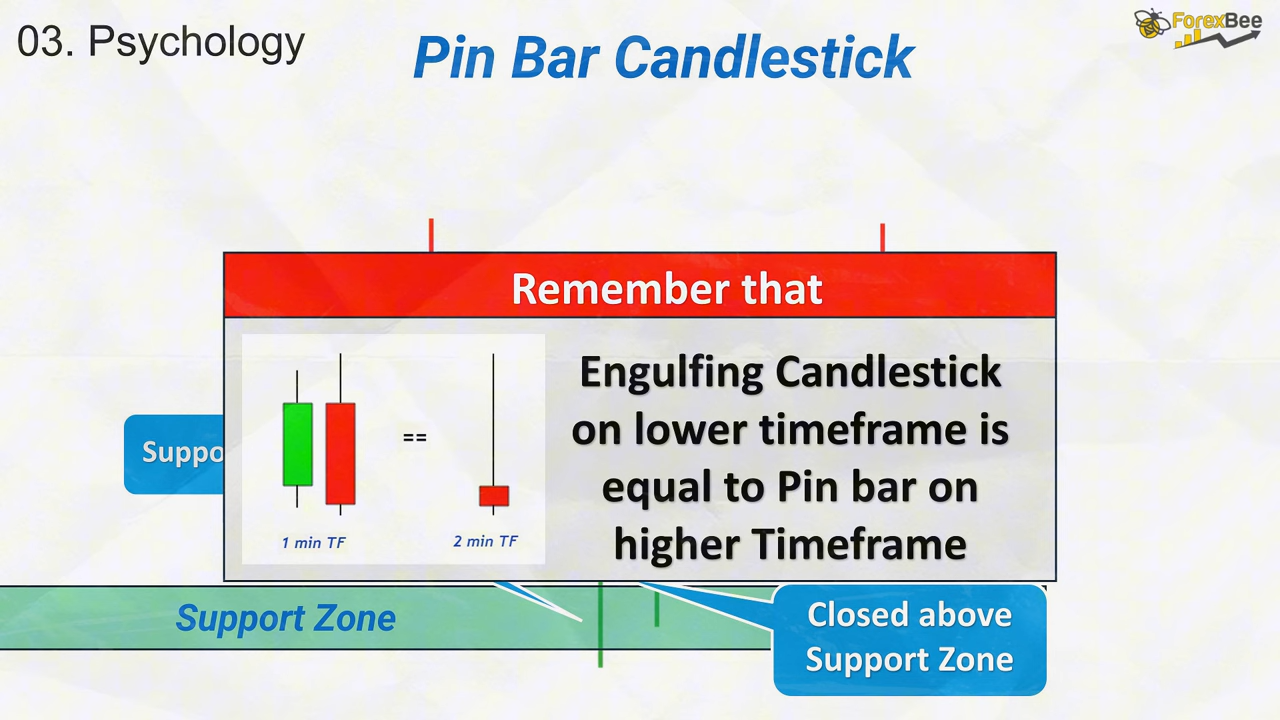 03. Psychology
Pin Bar Candlestick
ForexBee
Remember that
Engulfing Candlestick
on lower timeframe is
equal to Pin bar on
higher Timeframe
==
1 min TF
2 min TF
Suppo
Support Zone
Closed above
Support Zone